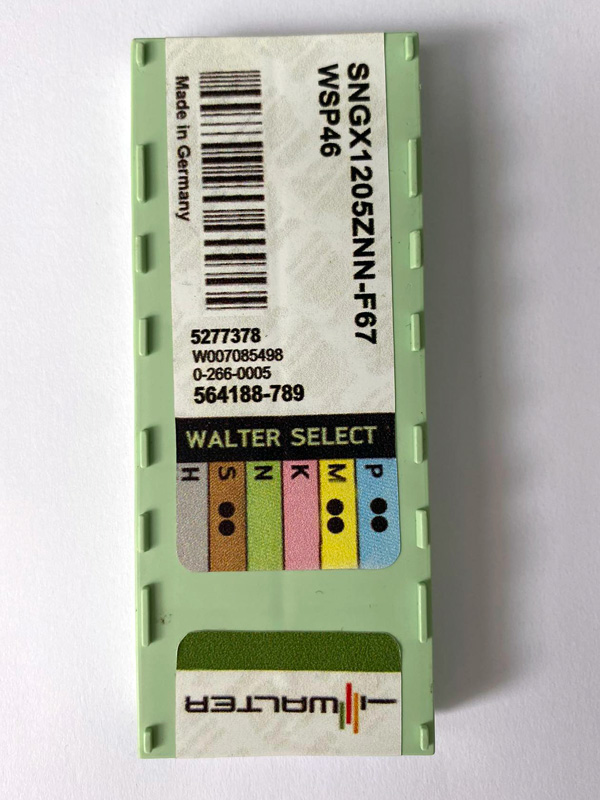 SNGX1205ZNN-F67
WSP46
Made in Germany
5277378
W007085498
0-266-0005
564188-789
WALTER SELECT
P
M
K
N
S
H
WALTER